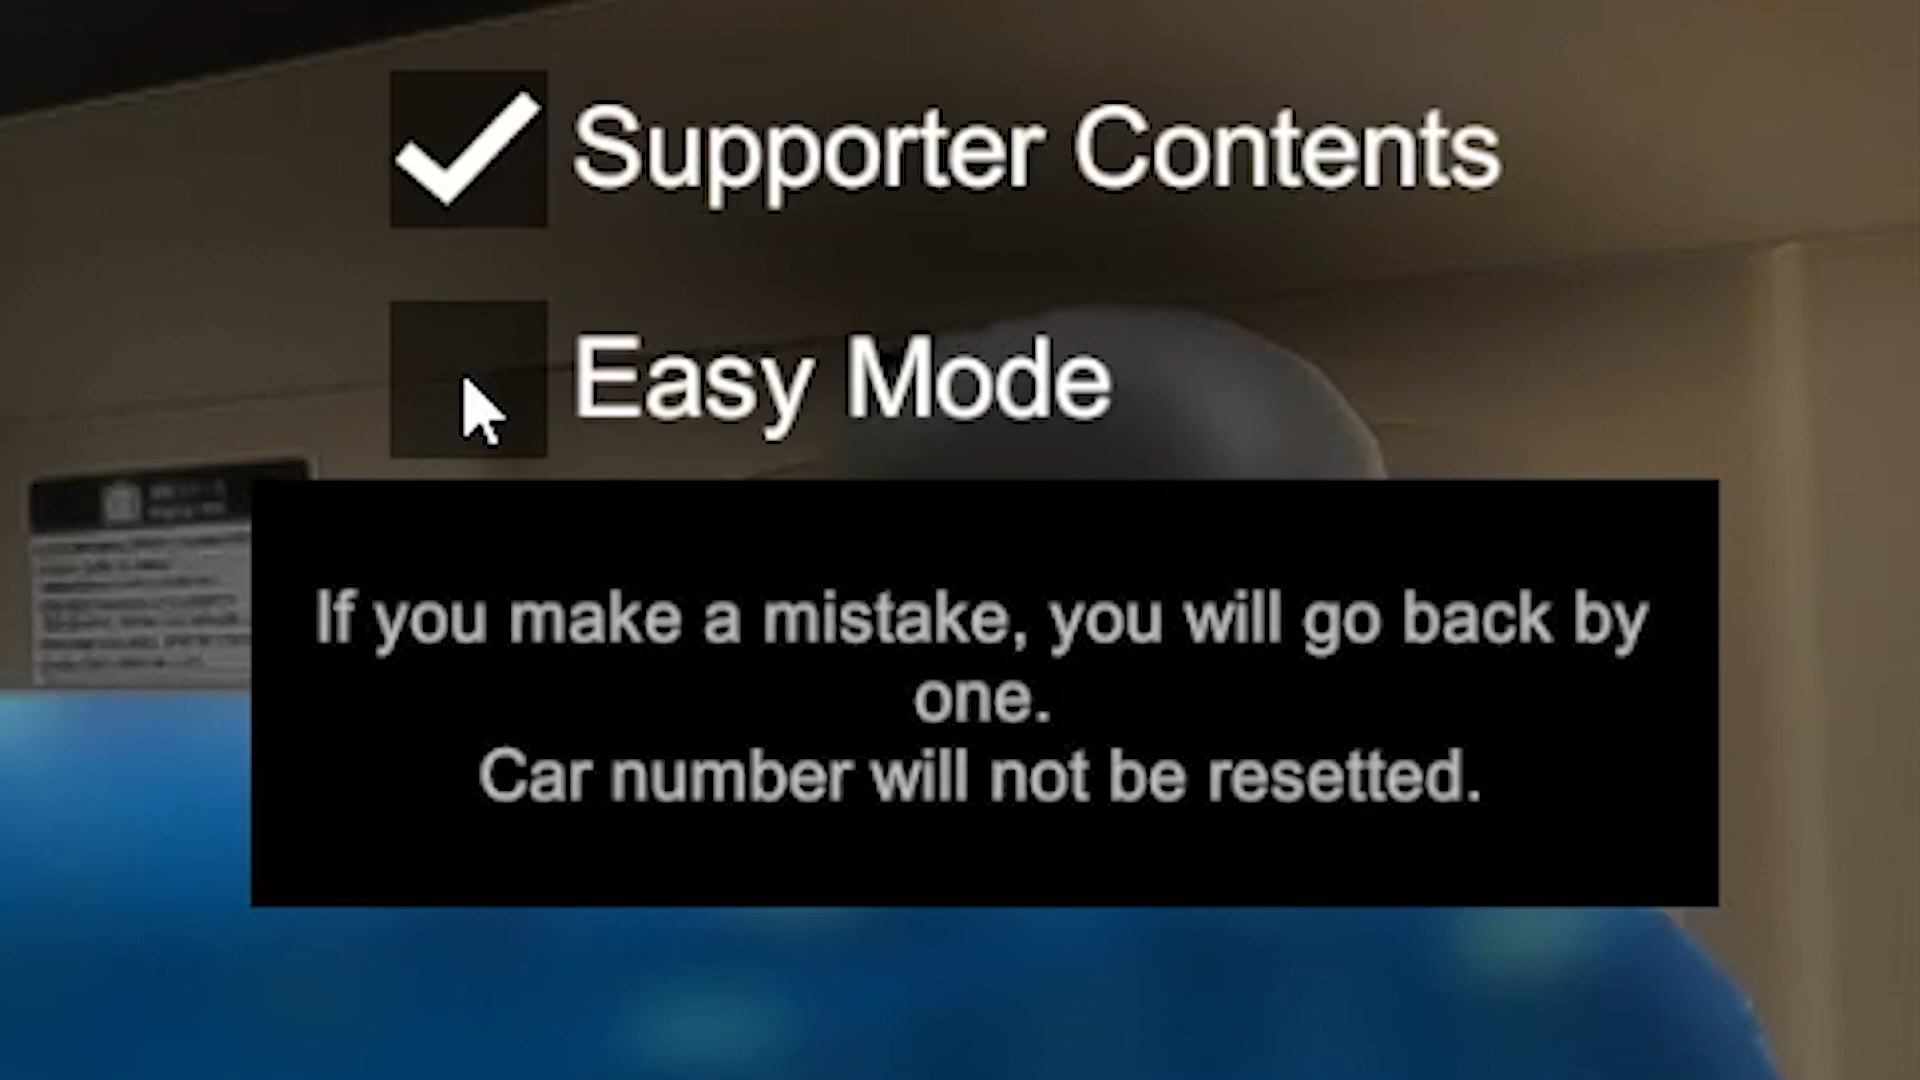 Supporter Contents
Easy Mode
If you make a mistake, you will go back by
one.
Car number will not be resetted.